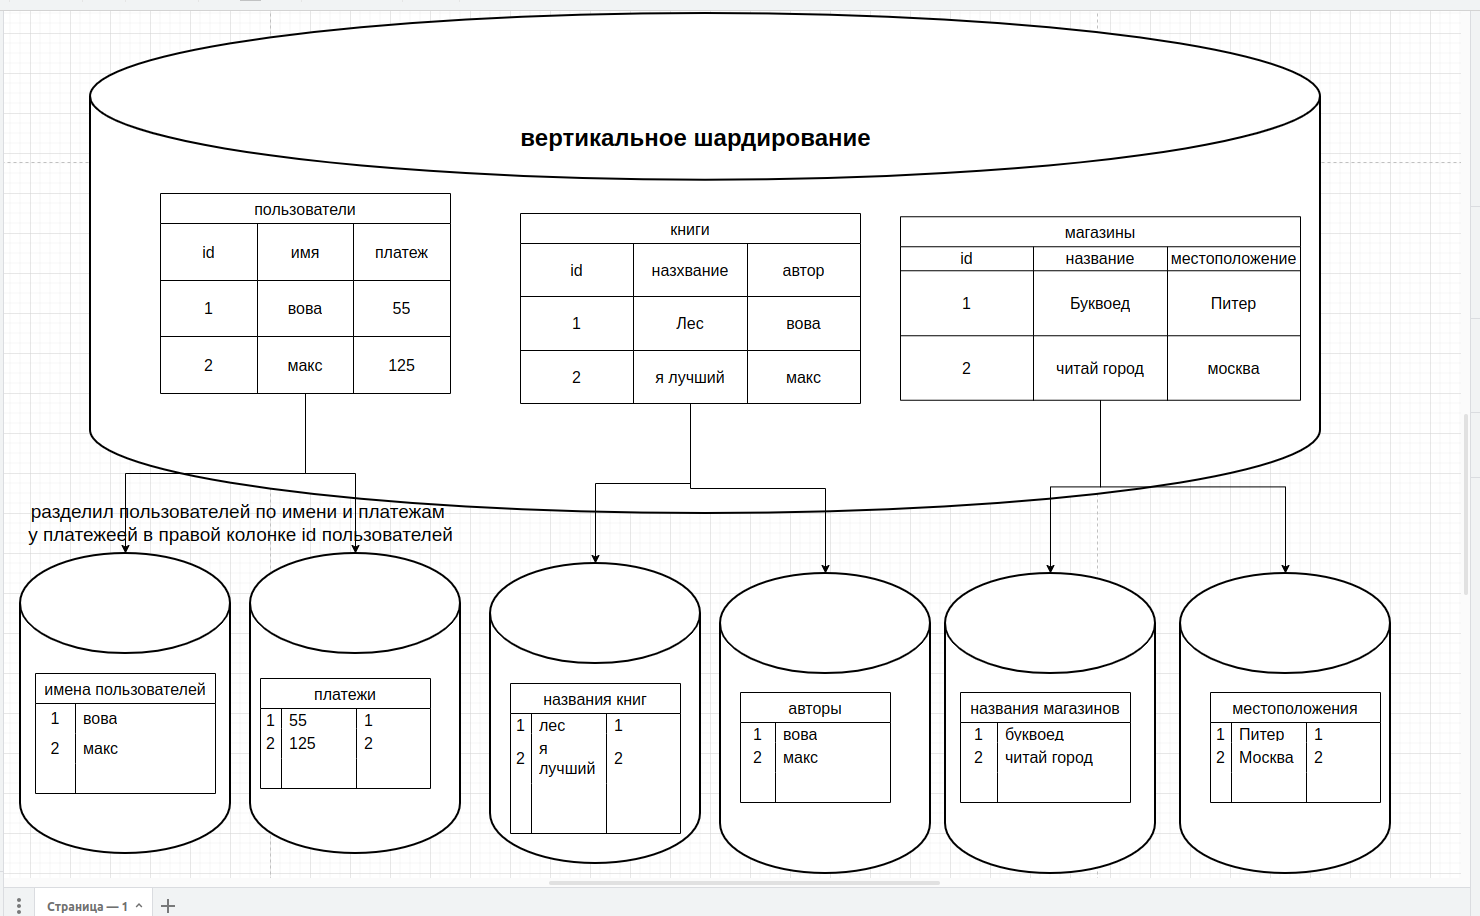 вертикальное шардирование
пользователи
id имя платеж
1 вова 55
2 макс 125
книги
id назхвание автор
1 Лес вова
2 я лучший макс
магазины
id название местоположение
1 Буквоед Питер
2 читай город москва
разделил пользователей по имени и платежам
у платежеей в правой колонке id пользователей
имена пользователей
1 вова
2 макс
платежи
1 55 1
2 125 2
названия книг
1 лес 1
2 я лучший 2
авторы
1 вова
2 макс
названия магазинов
1 буквоед
2 читай город
местоположения
1 Питер 1
2 Москва 2
Страница — 1